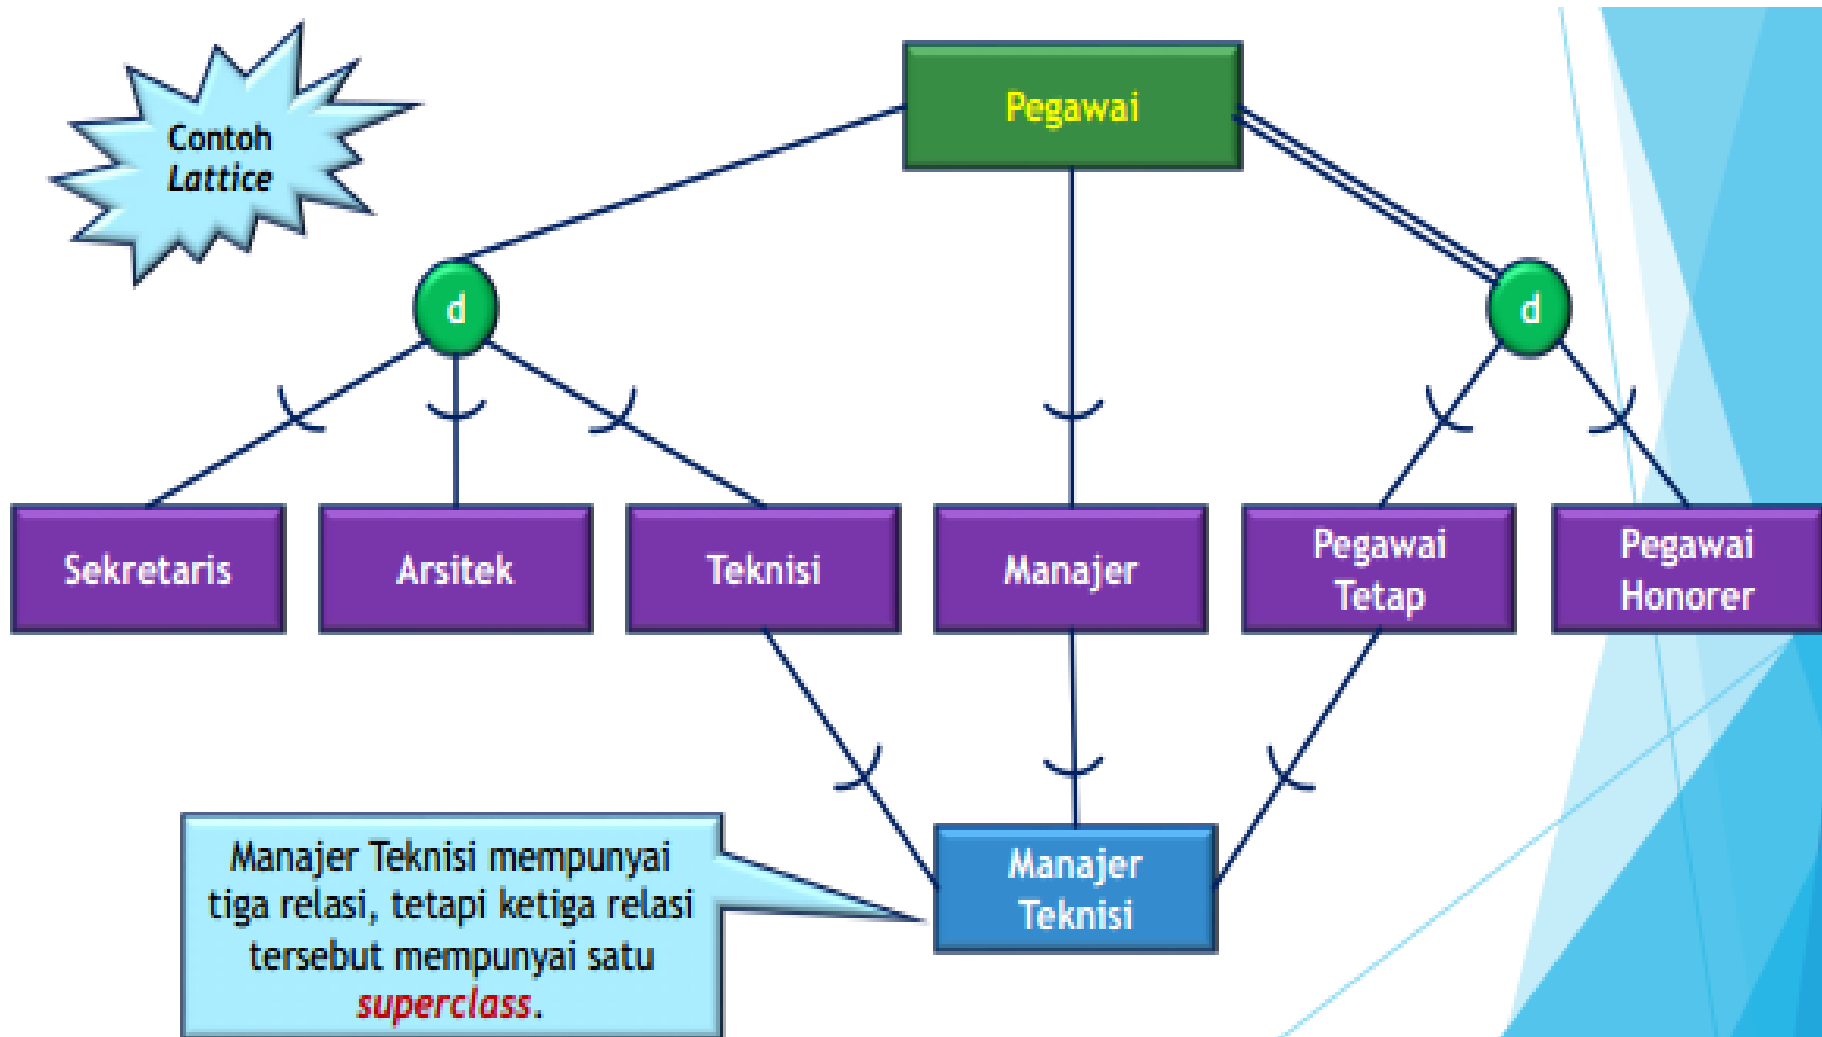 Contoh
Lattice
Pegawai
d
d
Sekretaris
Arsitek
Teknisi
Manajer
Pegawai
Tetap
Pegawai
Honorer
Manajer Teknisi mempunyai
tiga relasi, tetapi ketiga relasi
tersebut mempunyai satu
superclass.
Manajer
Teknisi